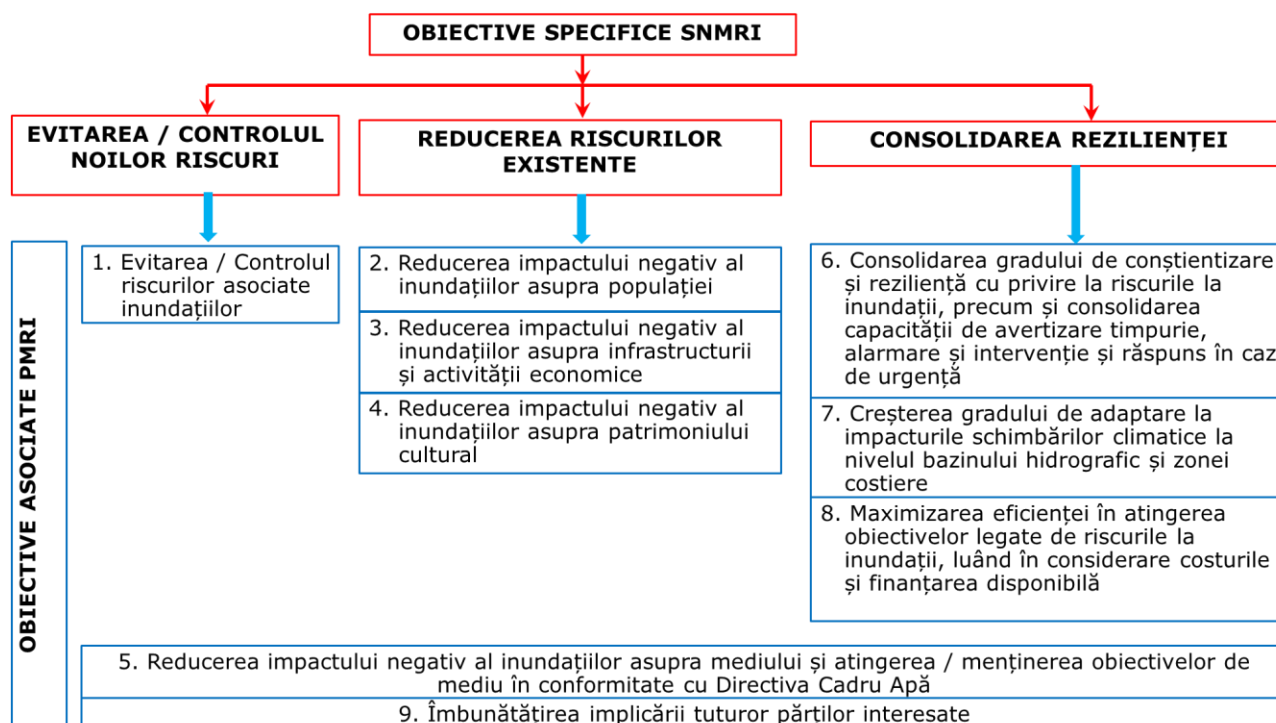 OBIECTIVE SPECIFICE SNMRI
EVITAREA / CONTROLUL
NOILOR RISCURI
REDUCEREA RISCURILOR
EXISTENTE
CONSOLIDAREA REZILIENȚEI
OBIECTIVE ASOCIATE PMRI
1. Evitarea / Controlul
riscurilor asociate
inundațiilor
2. Reducerea impactului negativ al
inundațiilor asupra populației
3. Reducerea impactului negativ al
inundațiilor asupra infrastructurii
și activității economice
4. Reducerea impactului negativ al
inundațiilor asupra patrimoniului
cultural
6. Consolidarea gradului de conștientizare
și reziliență cu privire la riscurile la
inundații, precum și consolidarea
capacității de avertizare timpurie,
alarmare și intervenție și răspuns în caz
de urgență
7. Creșterea gradului de adaptare la
impacturile schimbărilor climatice la
nivelul bazinului hidrografic și zonei
costiere
8. Maximizarea eficienței în atingerea
obiectivelor legate de riscurile la
inundații, luând în considerare costurile
și finanțarea disponibilă
5. Reducerea impactului negativ al inundațiilor asupra mediului și atingerea / menținerea obiectivelor de
mediu în conformitate cu Directiva Cadru Apă
9. Îmbunătățirea implicării tuturor părților interesate